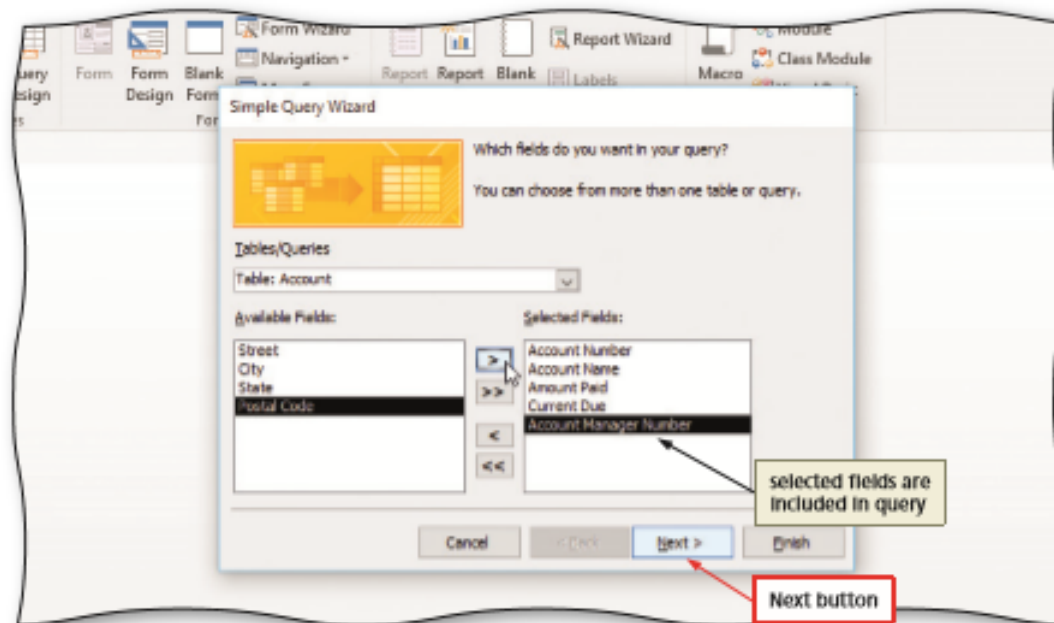 Form Wizard
Navigation
Report Wizard
Module
Class Module
Form
Form
Design
Blank
Form
Report
Report
Blank
Labels
Macro
Simple Query Wizard
Which fields do you want in your query?
You can choose from more than one table or query.
Tables/Queries
Table: Account
Available Fields:
Selected Fields:
Street
City
State
Postal Code
>
>>
<
<<
Account Number
Account Name
Amount Paid
Current Due
Account Manager Number
selected fields are
included in query
Cancel
< Back
Next >
Finish
Next button